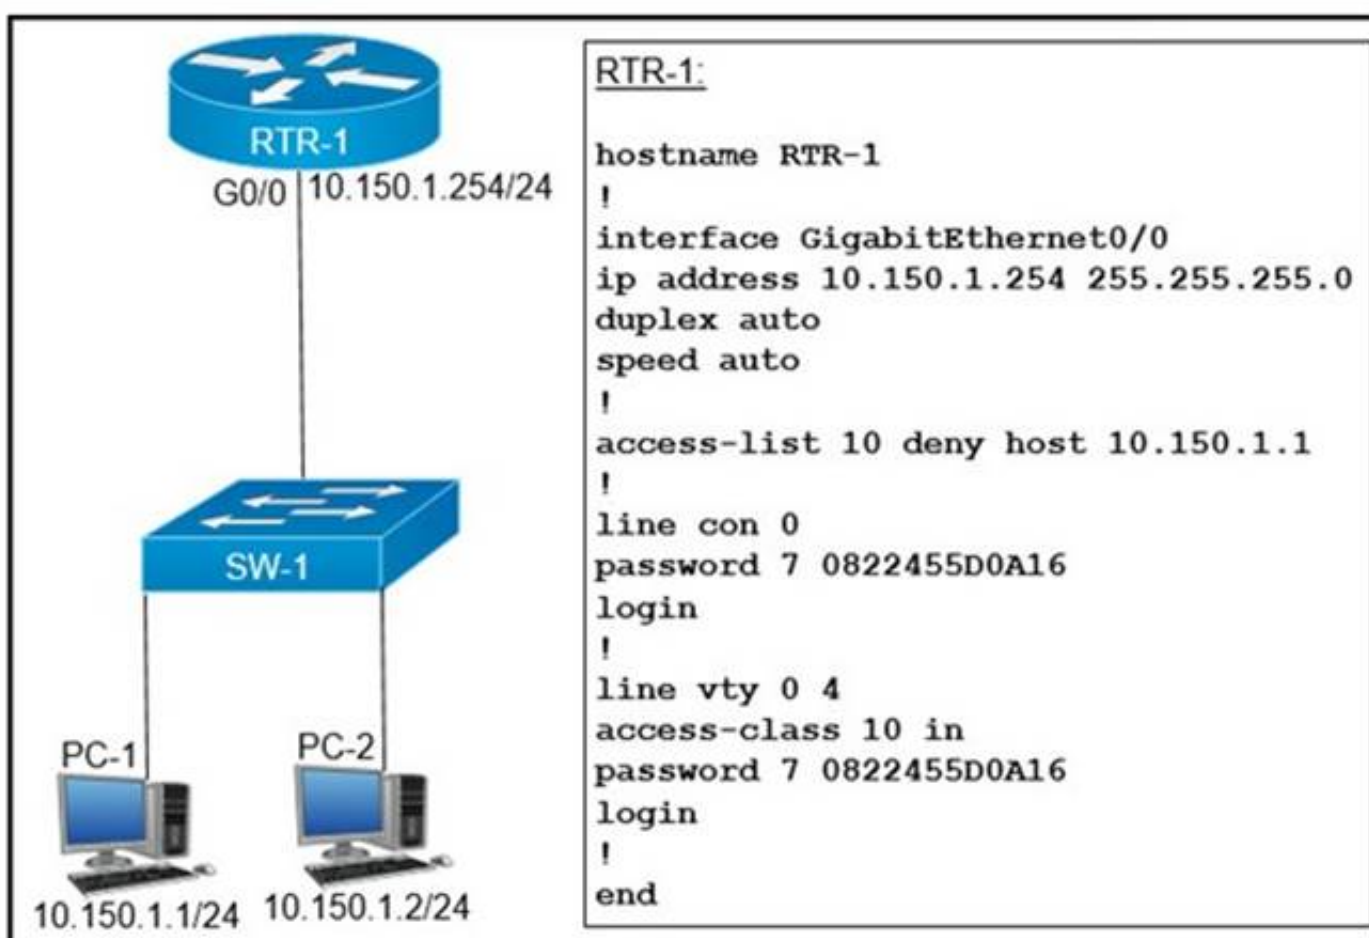 RTR-1
G0/0 10.150.1.254/24
SW-1
PC-1
PC-2
10.150.1.1/24
10.150.1.2/24
RTR-1:
hostname RTR-1
!
interface GigabitEthernet0/0
ip address 10.150.1.254 255.255.255.0
duplex auto
speed auto
!
access-list 10 deny host 10.150.1.1
!
line con 0
password 7 0822455D0A16
login
!
line vty 0 4
access-class 10 in
password 7 0822455D0A16
login
!
end